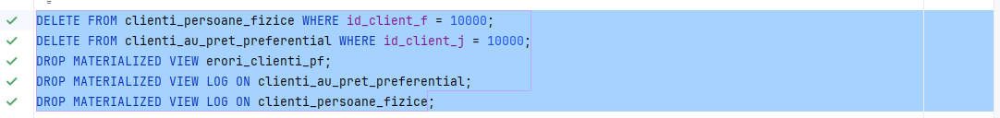 DELETE FROM clienti_persoane_fizice WHERE id_client_f = 10000;
DELETE FROM clienti_au_pret_preferential WHERE id_client_j = 10000;
DROP MATERIALIZED VIEW erori_clienti_pf;
DROP MATERIALIZED VIEW LOG ON clienti_au_pret_preferential;
DROP MATERIALIZED VIEW LOG ON clienti_persoane_fizice;